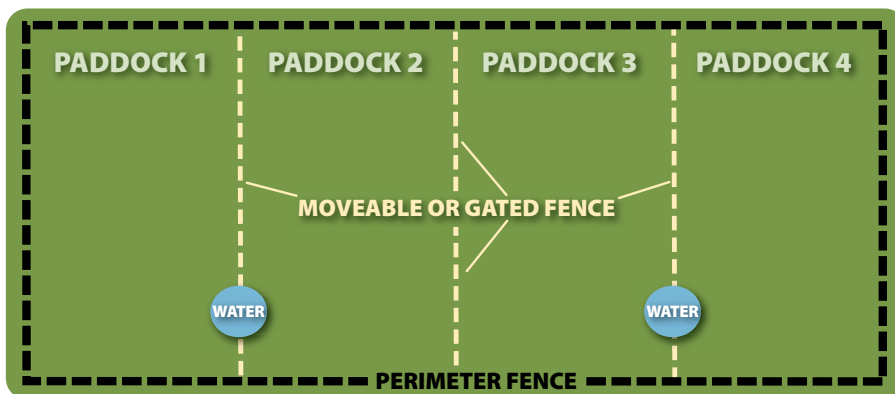 PADDOCK 1
PADDOCK 2
PADDOCK 3
PADDOCK 4
MOVEABLE OR GATED FENCE
WATER
WATER
PERIMETER FENCE